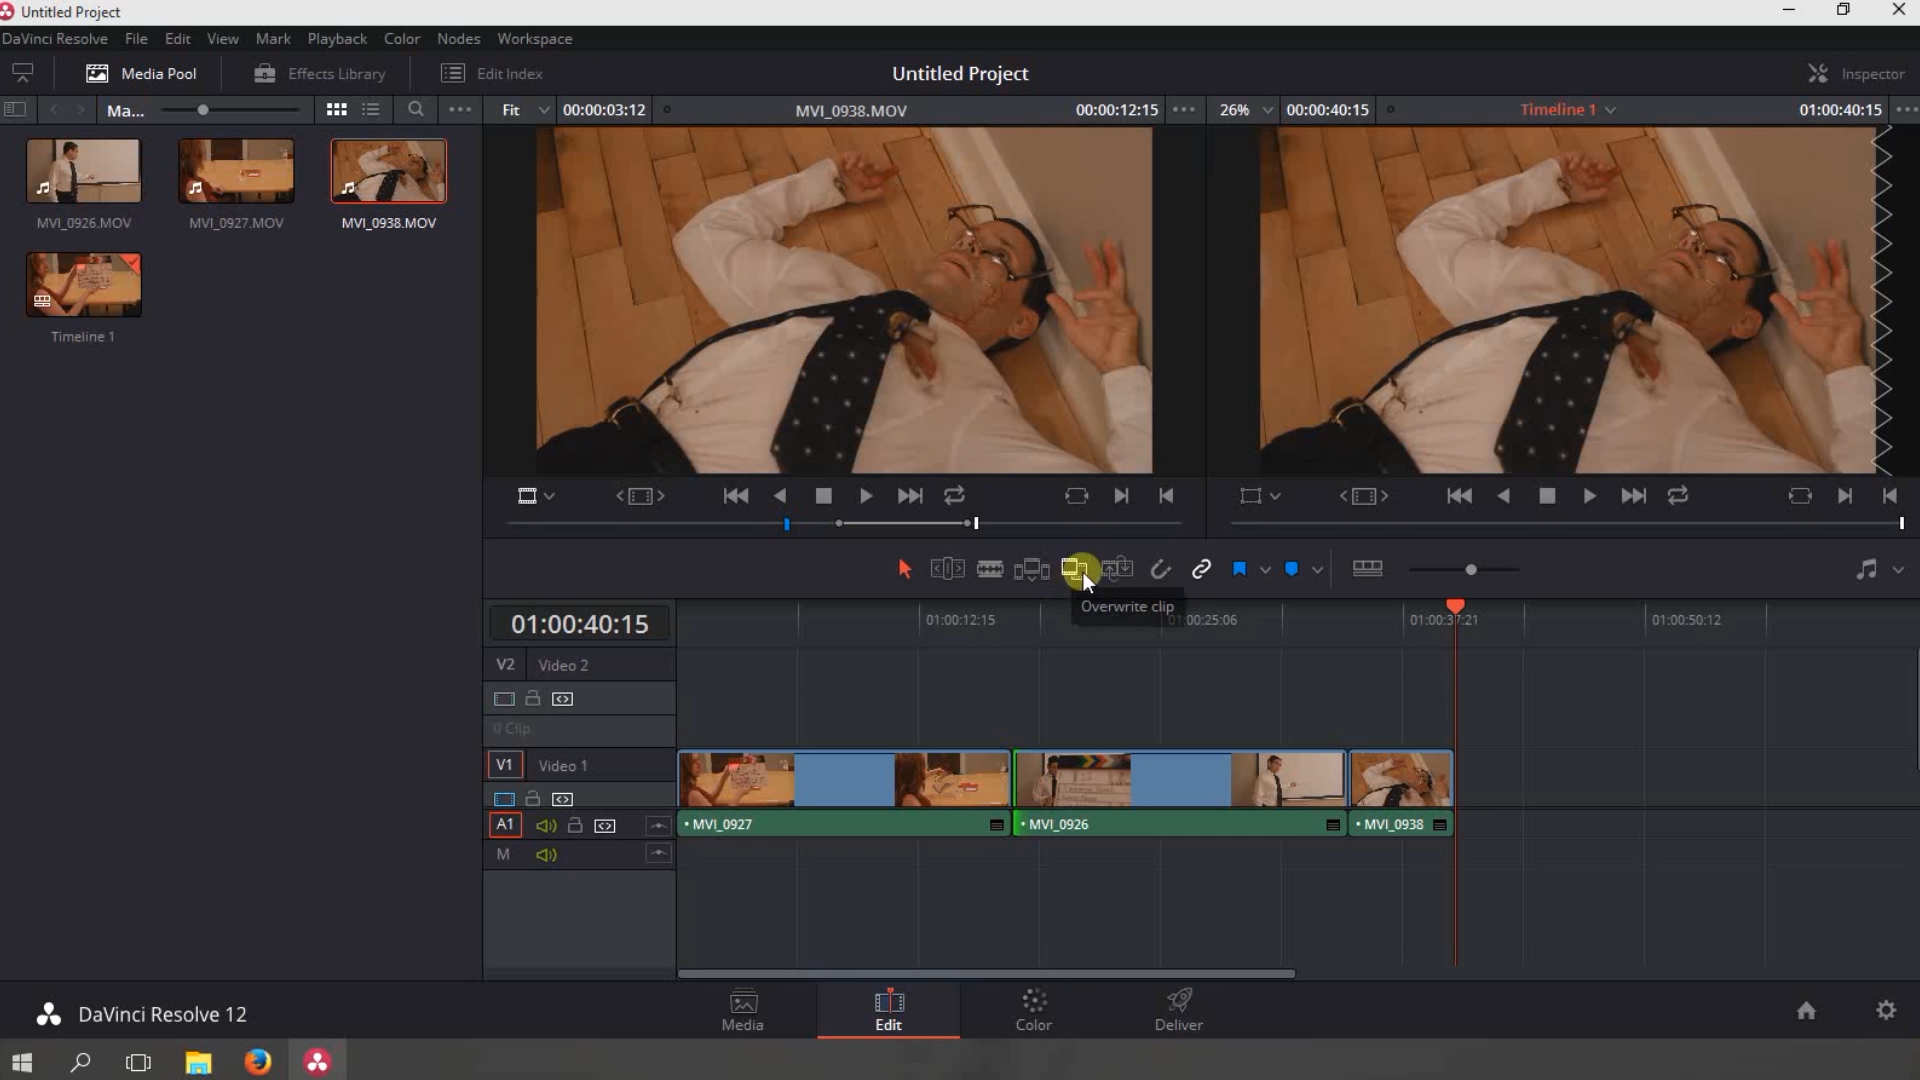 Untitled Project
DaVinci Resolve File Edit View Mark Playback Color Nodes Workspace
Media Pool Effects Library Edit Index Untitled Project Inspector
Ma... Fit 00:00:03:12 MVI_0938.MOV 00:00:12:15 26% 00:00:40:15 Timeline 1 01:00:40:15
MVI_0926.MOV MVI_0927.MOV MVI_0938.MOV
Timeline 1
Overwrite clip
01:00:40:15 01:00:12:15 00:25:06 01:00:37:21 01:00:50:12
V2 Video 2
0 Clip
V1 Video 1
A1 • MVI_0927 • MVI_0926 • MVI_0938
M
DaVinci Resolve 12 Media Edit Color Deliver